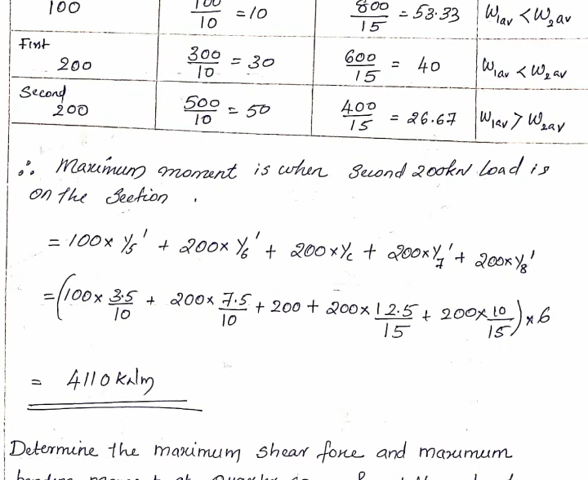 100 100/10 = 10 800/15 = 53.33 W1av < W2av
First 200 300/10 = 30 600/15 = 40 W1av < W2av
Second 200 500/10 = 50 400/15 = 26.67 W1av > W2av
∴ Maximum moment is when Second 200kN Load is
on the Section .
= 100 x y5' + 200 x y6' + 200 x yc + 200 x y7' + 200 x y8'
= (100 x 3.5/10 + 200 x 7.5/10 + 200 + 200 x 12.5/15 + 200 x 10/15) x 6
= 4110 kNm
Determine the maximum shear force and maximum